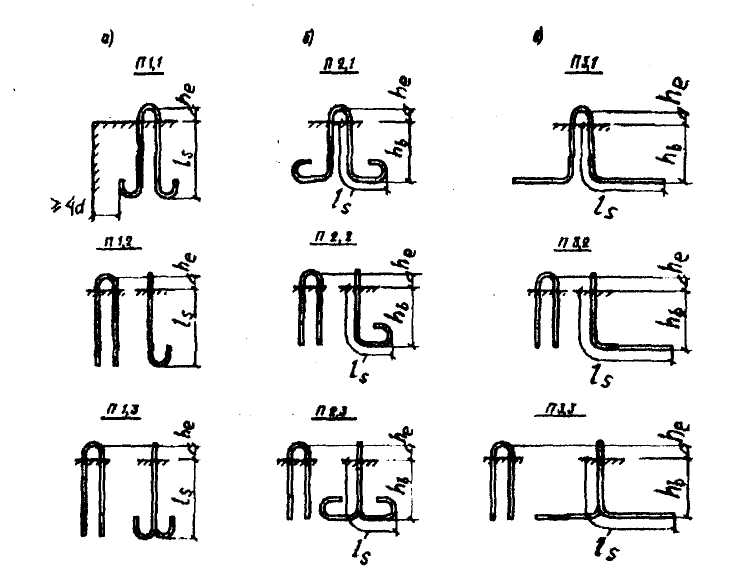 а)
б)
в)
П1,1
П2,1
П3,1
he
he
he
ls
hb
hb
≥4d
ls
ls
П1,2
П2,2
П3,2
he
he
he
ls
hb
hb
ls
ls
П1,3
П2,3
П3,3
he
he
he
ls
hb
hb
ls
ls